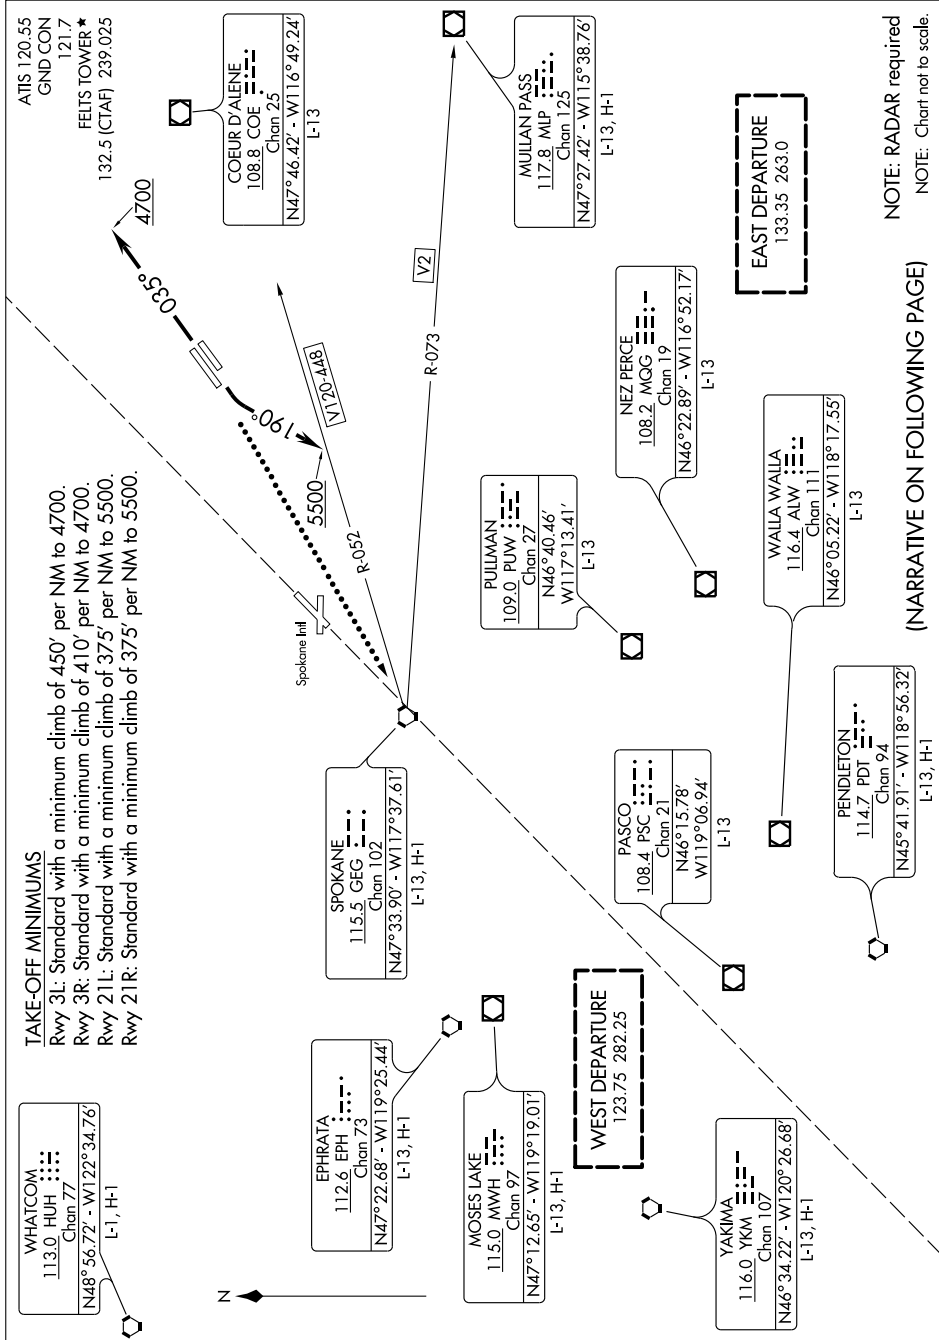 TAKE-OFF MINIMUMS
Rwy 3L: Standard with a minimum climb of 450' per NM to 4700.
Rwy 3R: Standard with a minimum climb of 410' per NM to 4700.
Rwy 21L: Standard with a minimum climb of 375' per NM to 5500.
Rwy 21R: Standard with a minimum climb of 375' per NM to 5500.
ATIS 120.55
GND CON
121.7
FELTS TOWER★
132.5 (CTAF) 239.025
WHATCOM
113.0 HUH
Chan 77
N48°56.72' - W122°34.76'
L-1, H-1
4700
035°
COEUR D'ALENE
108.8 COE
Chan 25
N47°46.42' - W116°49.24'
L-13
190°
5500
V120-448
R-052
Spokane Intl
SPOKANE
115.5 GEG
Chan 102
N47°33.90' - W117°37.61'
L-13, H-1
V2
R-073
EPHRATA
112.6 EPH
Chan 73
N47°22.68' - W119°25.44'
L-13, H-1
N
MOSES LAKE
115.0 MWH
Chan 97
N47°12.65' - W119°19.01'
L-13, H-1
PULLMAN
109.0 PUW
Chan 27
N46°40.46'
W117°13.41'
L-13
MULLAN PASS
117.8 MLP
Chan 125
N47°27.42' - W115°38.76'
L-13, H-1
WEST DEPARTURE
123.75 282.25
PASCO
108.4 PSC
Chan 21
N46°15.78'
W119°06.94'
L-13
NEZ PERCE
108.2 MQG
Chan 19
N46°22.89' - W116°52.17'
L-13
EAST DEPARTURE
133.35 263.0
YAKIMA
116.0 YKM
Chan 107
N46°34.22' - W120°26.68'
L-13, H-1
WALLA WALLA
116.4 ALW
Chan 111
N46°05.22' - W118°17.55'
L-13
PENDLETON
114.7 PDT
Chan 94
N45°41.91' - W118°56.32'
L-13, H-1
(NARRATIVE ON FOLLOWING PAGE)
NOTE: RADAR required
NOTE: Chart not to scale.